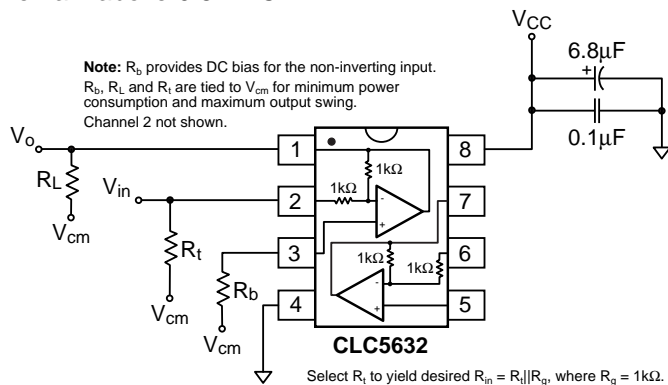 VCC
6.8µF
+
0.1µF
Note: Rb provides DC bias for the non-inverting input.
Rb, RL and Rt are tied to Vcm for minimum power
consumption and maximum output swing.
Channel 2 not shown.
Vo
RL
Vcm
Vin
Rt
Vcm
Rb
Vcm
1
2
3
4
8
7
6
5
1kΩ
1kΩ
-
+
1kΩ
1kΩ
-
+
CLC5632
Select Rt to yield desired Rin = Rt||Rg, where Rg = 1kΩ.